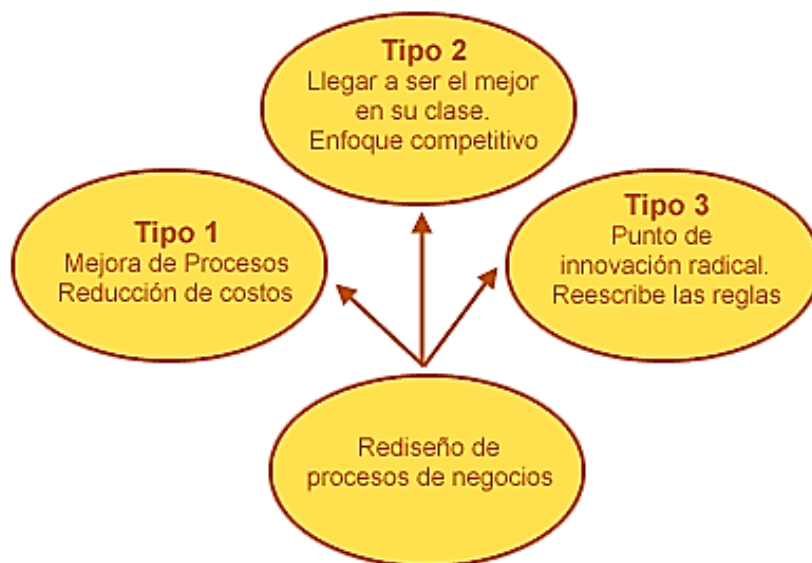 Tipo 2
Llegar a ser el mejor
en su clase.
Enfoque competitivo
Tipo 1
Mejora de Procesos
Reducción de costos
Tipo 3
Punto de
innovación radical.
Reescribe las reglas
Rediseño de
procesos de negocios